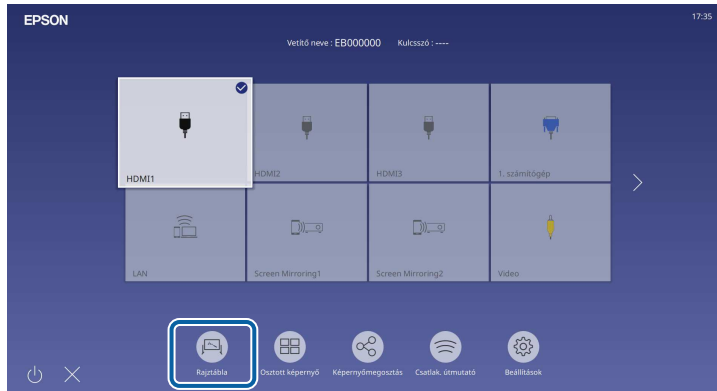 EPSON
17:35
Vetítő neve : EB000000 Kulcsszó : ----
HDMI1
HDMI2
HDMI3
1. számítógép
LAN
Screen Mirroring1
Screen Mirroring2
Video
Rajztábla
Osztott képernyő
Képernyőmegosztás
Csatlak. útmutató
Beállítások